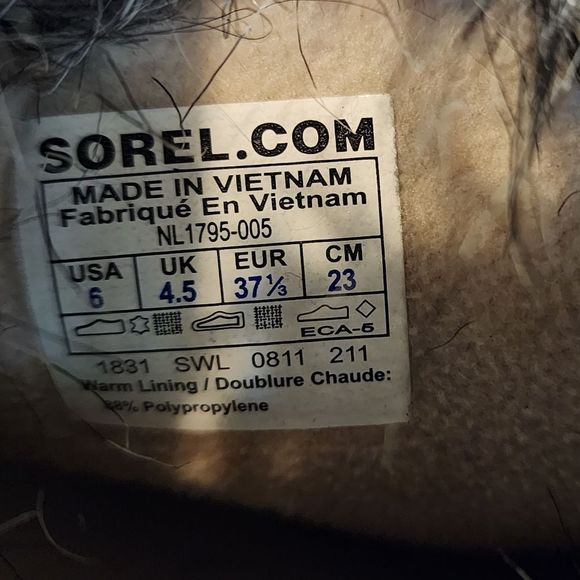 SOREL.COM
MADE IN VIETNAM
Fabriqué En Vietnam
NL1795-005
USA UK EUR CM
6 4.5 37⅓ 23
ECA-5
1831 SWL 0811 211
Warm Lining / Doublure Chaude:
Polypropylene